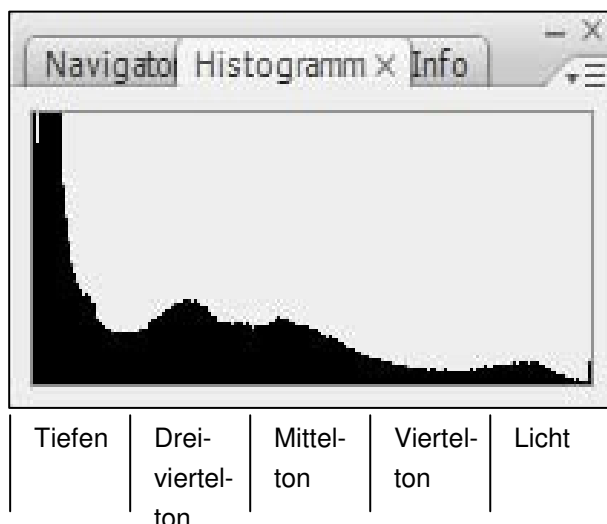 Navigator Histogramm × Info
Tiefen Drei- Mittel- Viertel- Licht
viertel- ton ton
ton